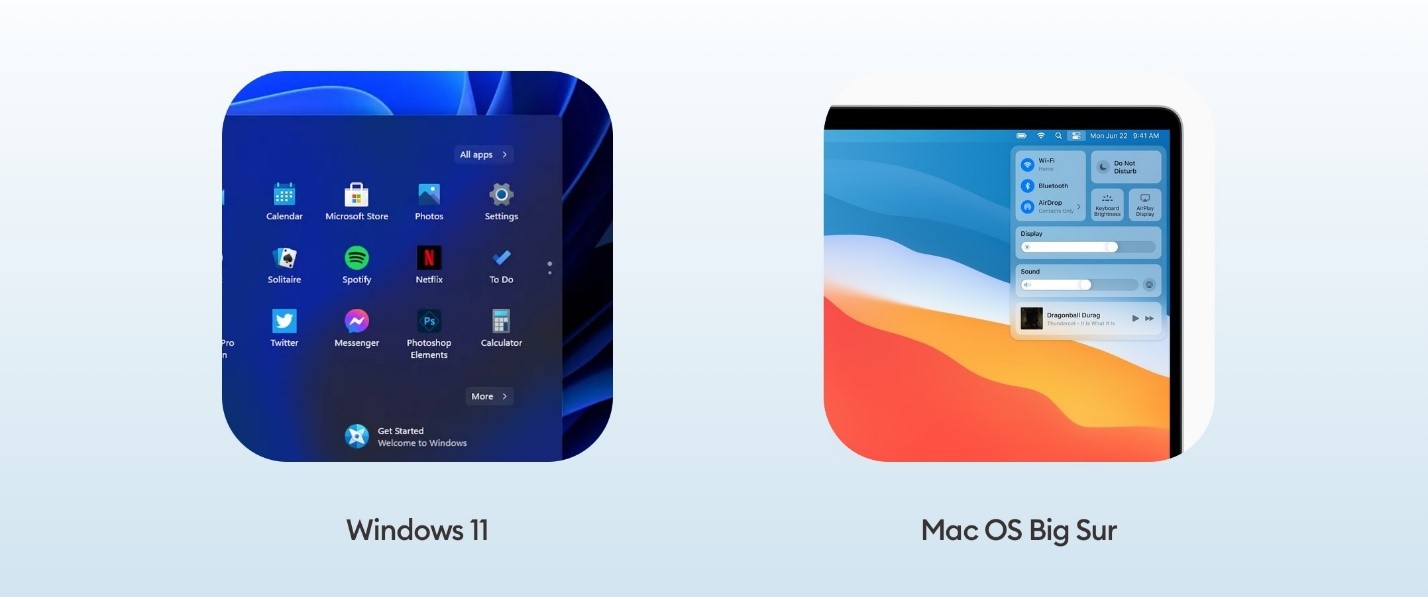 All apps >
Calendar
Microsoft Store
Photos
Settings
Solitaire
Spotify
Netflix
To Do
Pro
n
Twitter
Messenger
Ps
Photoshop
Elements
Calculator
More >
Get Started
Welcome to Windows
Windows 11
Mon Jun 22 9:41 AM
Wi-Fi
Home
Bluetooth
AirDrop
Contacts Only
Do Not
Disturb
Keyboard
Brightness
AirPlay
Display
Display
Sound
Dragonball Durag
Thundercat - It Is What It Is
Mac OS Big Sur